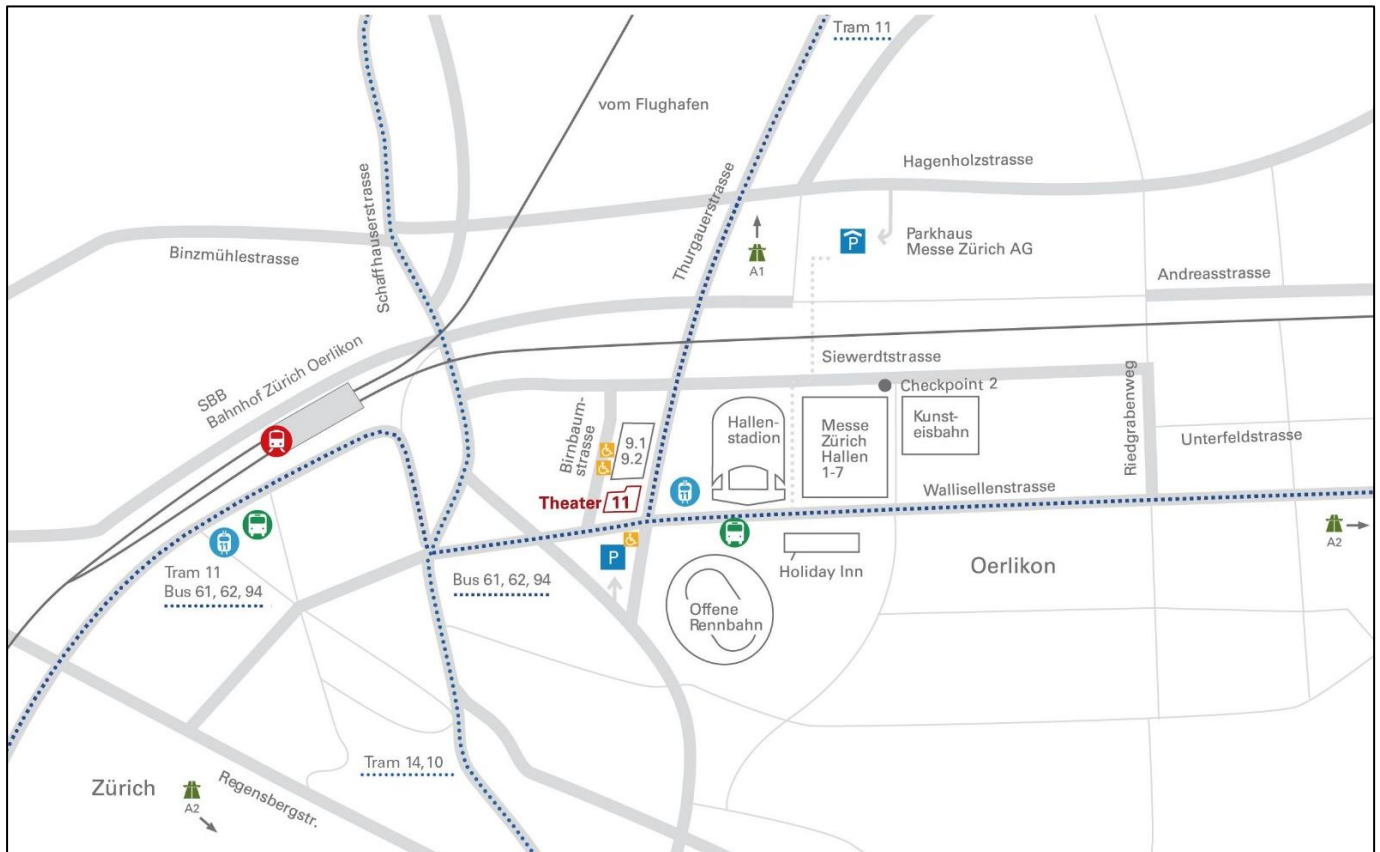 Tram 11
vom Flughafen
Hagenholzstrasse
Schaffhauserstrasse
Thurgauerstrasse
Binzmühlestrasse
P
Parkhaus
Messe Zürich AG
A1
Andreasstrasse
SBB
Bahnhof Zürich Oerlikon
Siewerdtstrasse
Checkpoint 2
Birnbaum-
strasse
9.1
9.2
Hallen-
stadion
Messe
Zürich
Hallen
1-7
Kunst-
eisbahn
Riedgrabenweg
Unterfeldstrasse
Theater 11
11
Wallisellenstrasse
11
Tram 11
Bus 61, 62, 94
Bus 61, 62, 94
P
Holiday Inn
Oerlikon
A2
Offene
Rennbahn
Tram 14, 10
Zürich
A2
Regensbergstr.